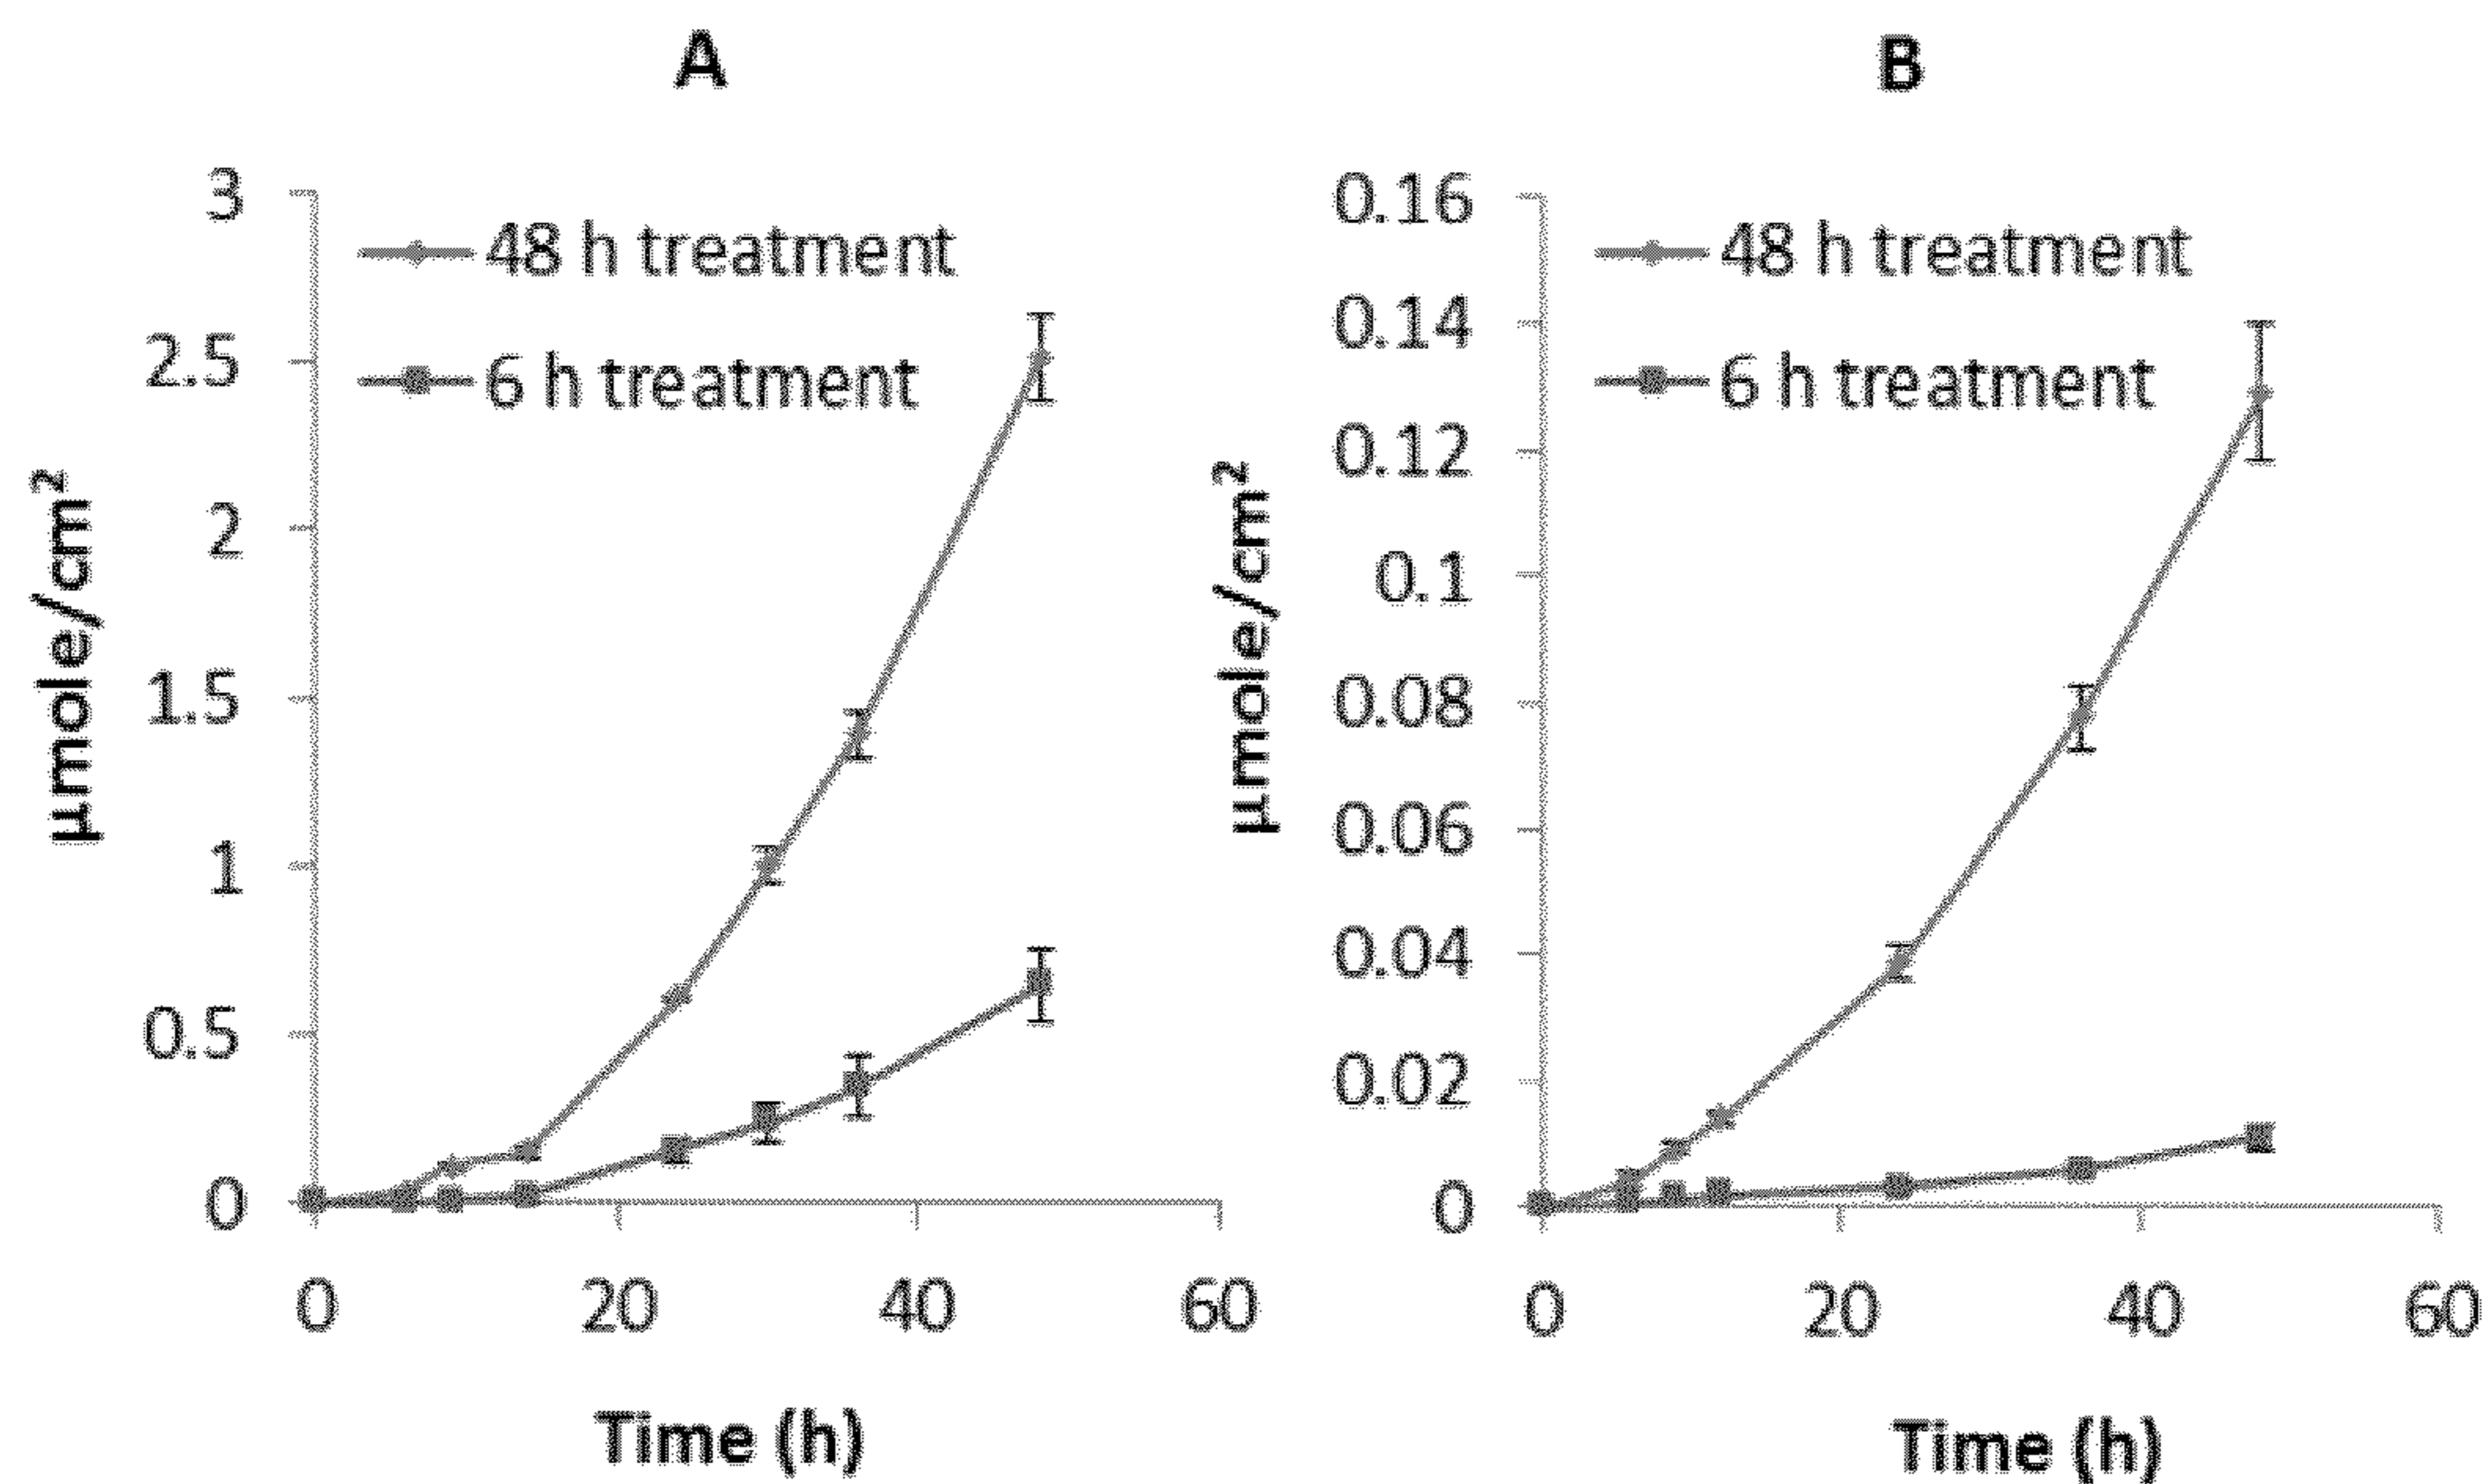 A
3
2.5
2
1.5
1
0.5
0
48 h treatment
6 h treatment
µmole/cm²
0 20 40 60
Time (h)
B
0.16
0.14
0.12
0.1
0.08
0.06
0.04
0.02
0
48 h treatment
6 h treatment
µmole/cm²
0 20 40 60
Time (h)